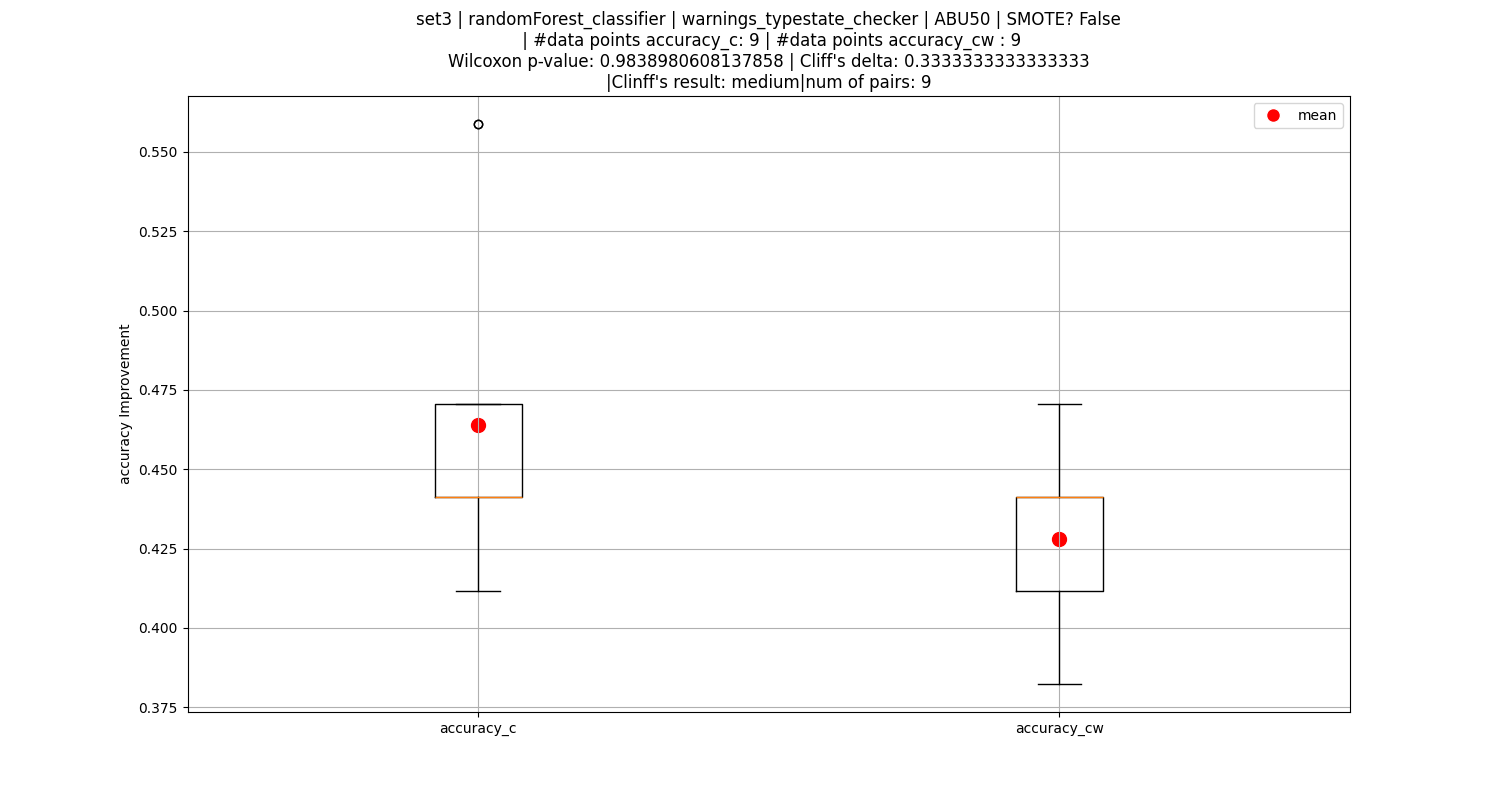 set3 | randomForest_classifier | warnings_typestate_checker | ABU50 | SMOTE? False
| #data points accuracy_c: 9 | #data points accuracy_cw : 9
Wilcoxon p-value: 0.9838980608137858 | Cliff's delta: 0.3333333333333333
|Clinff's result: medium|num of pairs: 9
mean
accuracy Improvement
0.550
0.525
0.500
0.475
0.450
0.425
0.400
0.375
accuracy_c
accuracy_cw